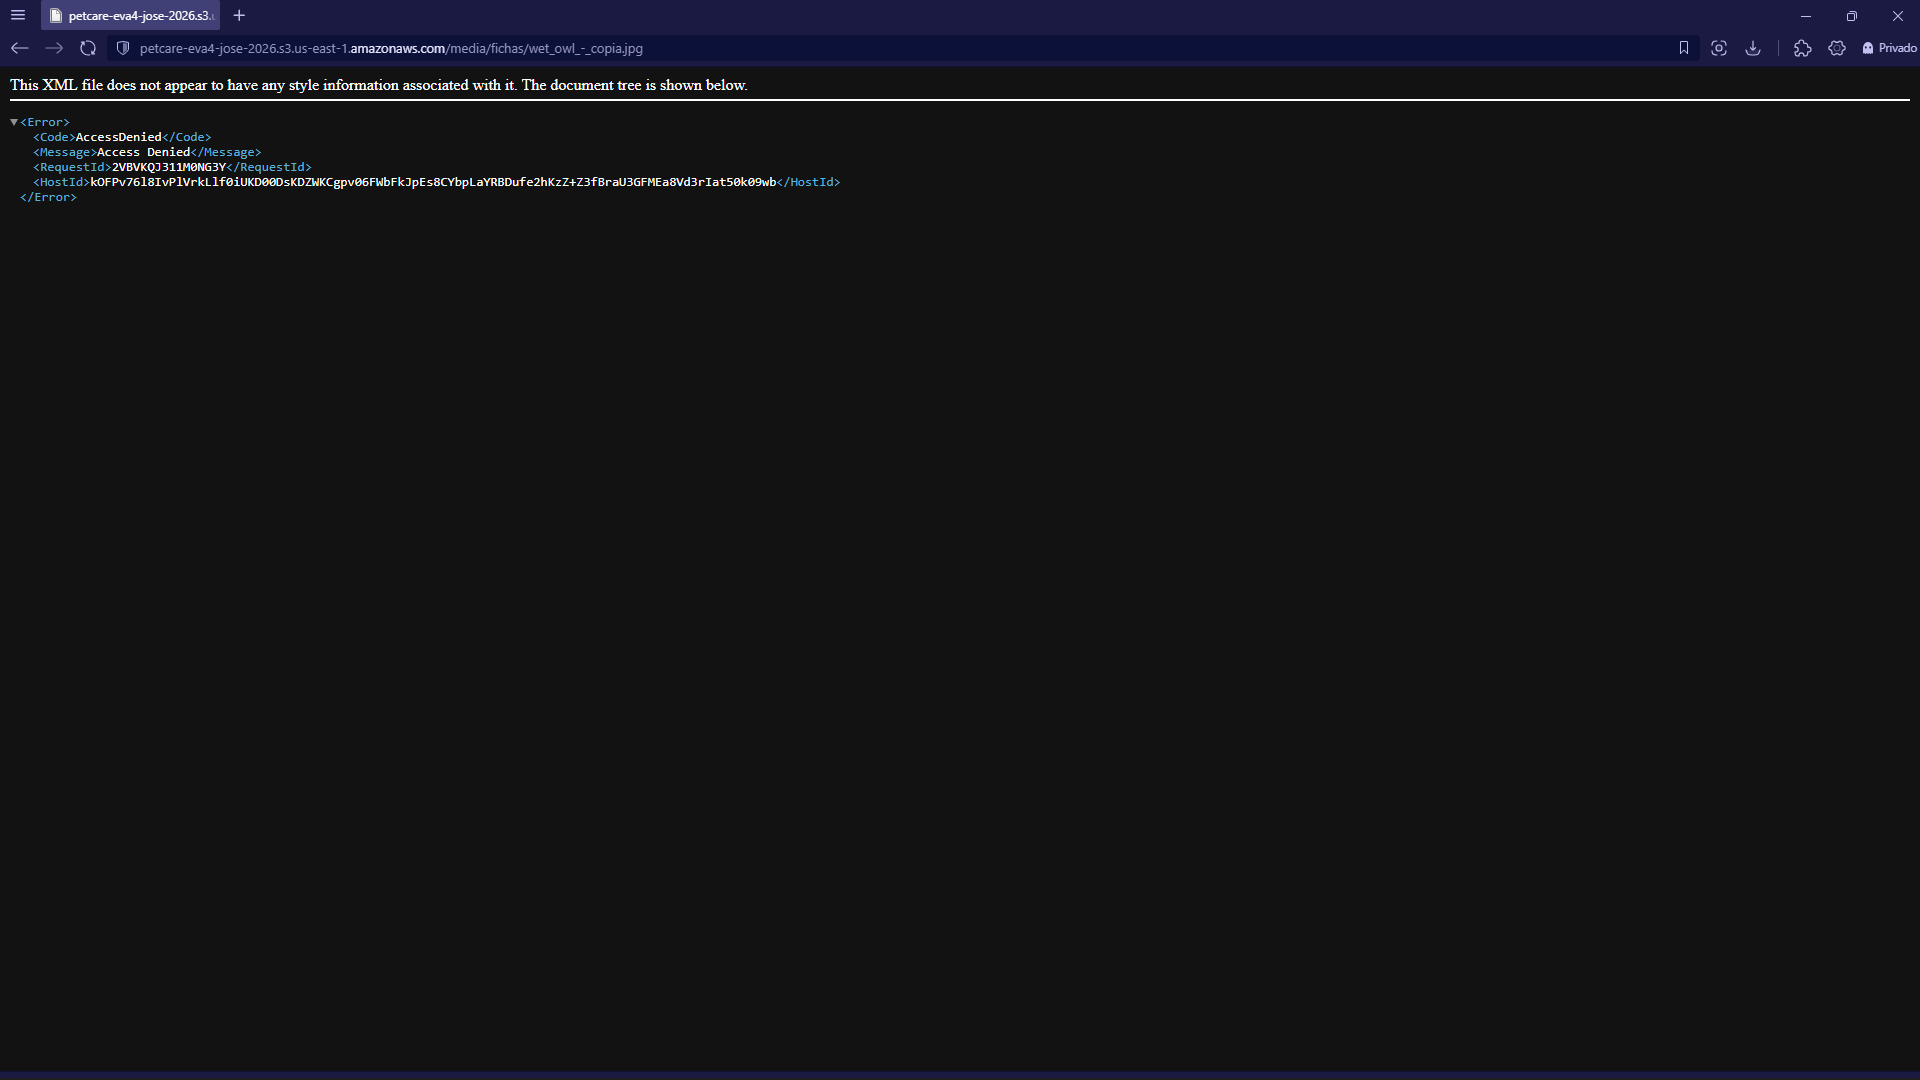 petcare-eva4-jose-2026.s3.u
petcare-eva4-jose-2026.s3.us-east-1.amazonaws.com/media/fichas/wet_owl_-_copia.jpg
Privado
This XML file does not appear to have any style information associated with it. The document tree is shown below.
<Error>
<Code>AccessDenied</Code>
<Message>Access Denied</Message>
<RequestId>2VBVKQJ311M0NG3Y</RequestId>
<HostId>kOFPv76l8IvPlVrkLlf0iUKD00DsKDZWKCgpv06FWbFkJpEs8CYbpLaYRBDufe2hKzZ+Z3fBraU3GFMEa8Vd3rIat50k09wb</HostId>
</Error>